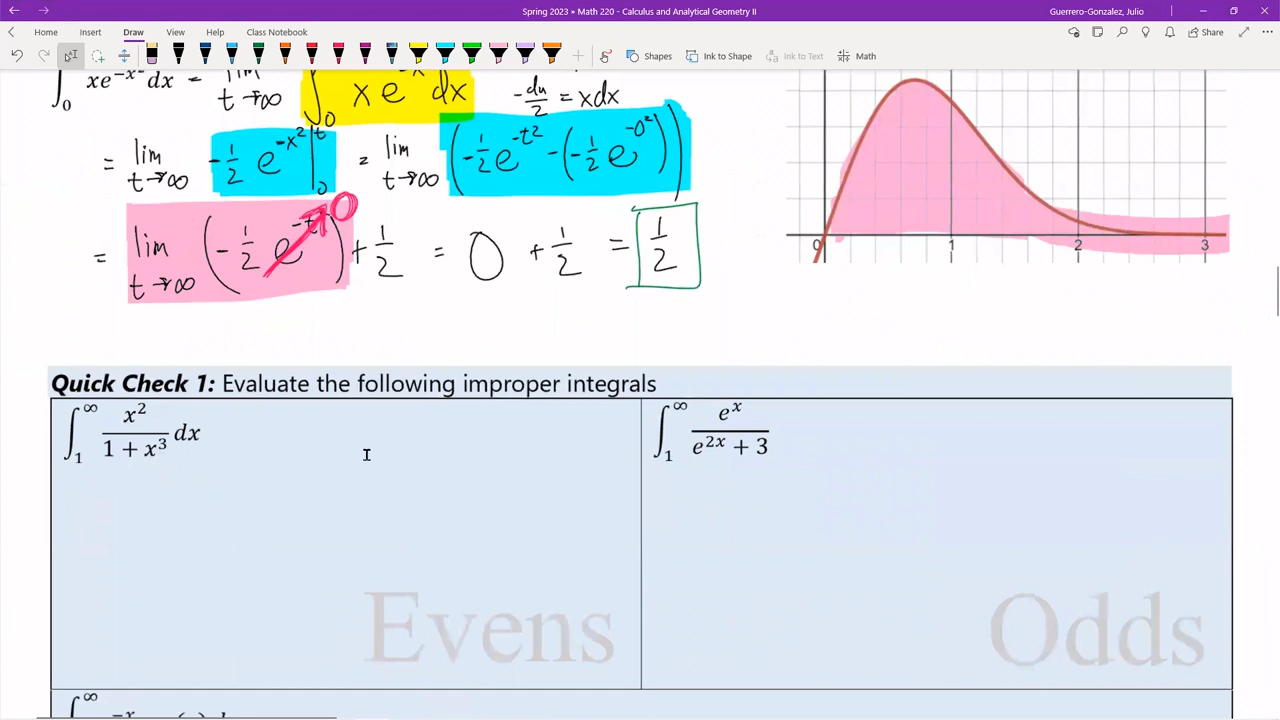 Spring 2023 » Math 220 - Calculus and Analytical Geometry II
Guerrero-Gonzalez, Julio
Home Insert Draw View Help Class Notebook
Share
Shapes Ink to Shape Ink to Text Math
∫₀ xe^{-x²}dx = lim t→∞ ∫₀ x e dx
-du/2 = xdx
= lim t→∞ -1/2 e^{-x²} |₀^t = lim t→∞ (-1/2 e^{-t²} - (-1/2 e^{-0²}))
= lim t→∞ (-1/2 e^{-t}) + 1/2 = 0 + 1/2 = 1/2
0
0 1 2 3
Quick Check 1: Evaluate the following improper integrals
∫₁^∞ x²/(1 + x³) dx
∫₁^∞ e^x/(e^{2x} + 3)
Evens
Odds
∫^∞ -x